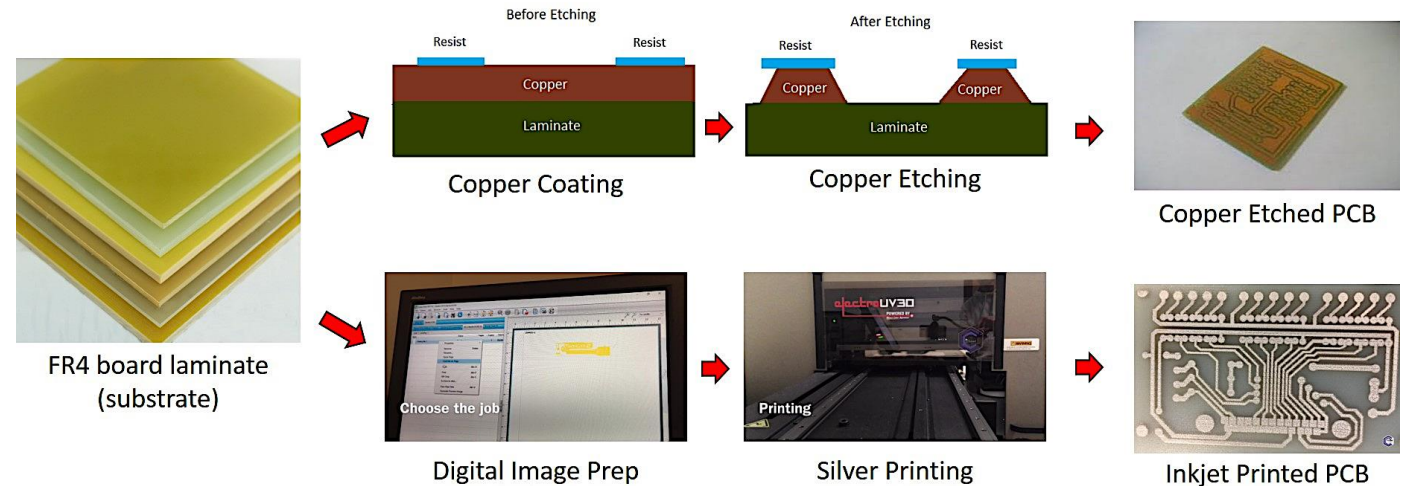 Before Etching
Resist
Resist
Copper
Laminate
Copper Coating
After Etching
Resist
Resist
Copper
Copper
Laminate
Copper Etching
Copper Etched PCB
FR4 board laminate
(substrate)
Choose the job
Digital Image Prep
electroUV3D
Printing
Silver Printing
Inkjet Printed PCB